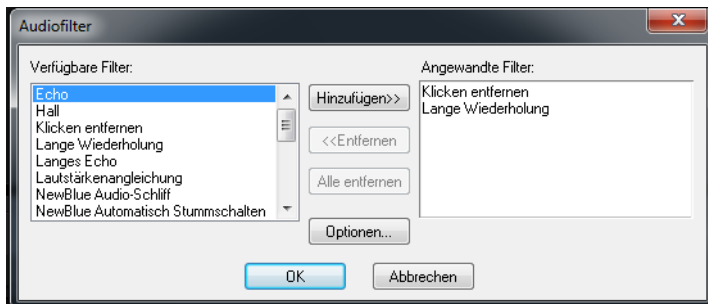 Audiofilter
Verfügbare Filter:
Echo
Hall
Klicken entfernen
Lange Wiederholung
Langes Echo
Lautstärkenangleichung
NewBlue Audio-Schliff
NewBlue Automatisch Stummschalten
Hinzufügen>>
<<Entfernen
Alle entfernen
Optionen...
Angewandte Filter:
Klicken entfernen
Lange Wiederholung
OK
Abbrechen